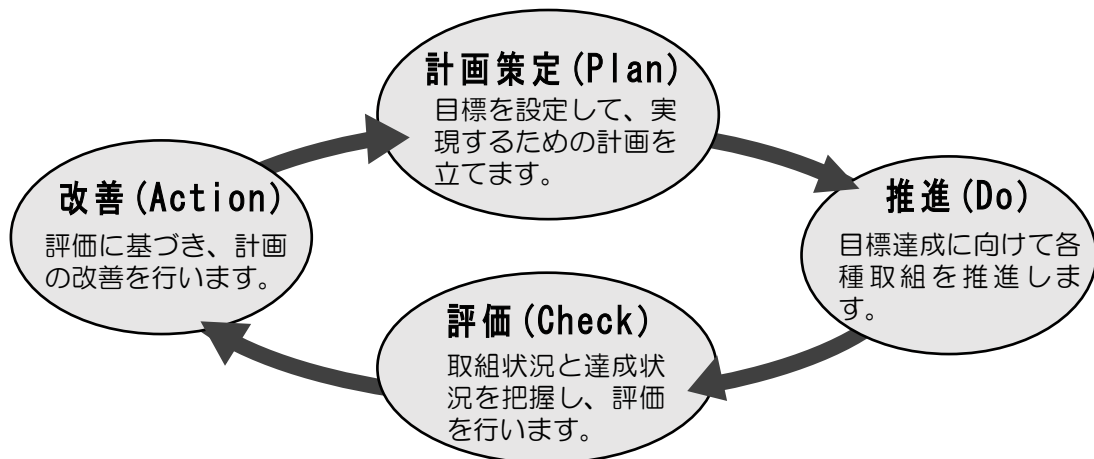 計画策定(Plan)
目標を設定して、実
現するための計画を
立てます。
改善(Action)
評価に基づき、計画
の改善を行います。
推進(Do)
目標達成に向けて各
種取組を推進しま
す。
評価(Check)
取組状況と達成状
況を把握し、評価
を行います。